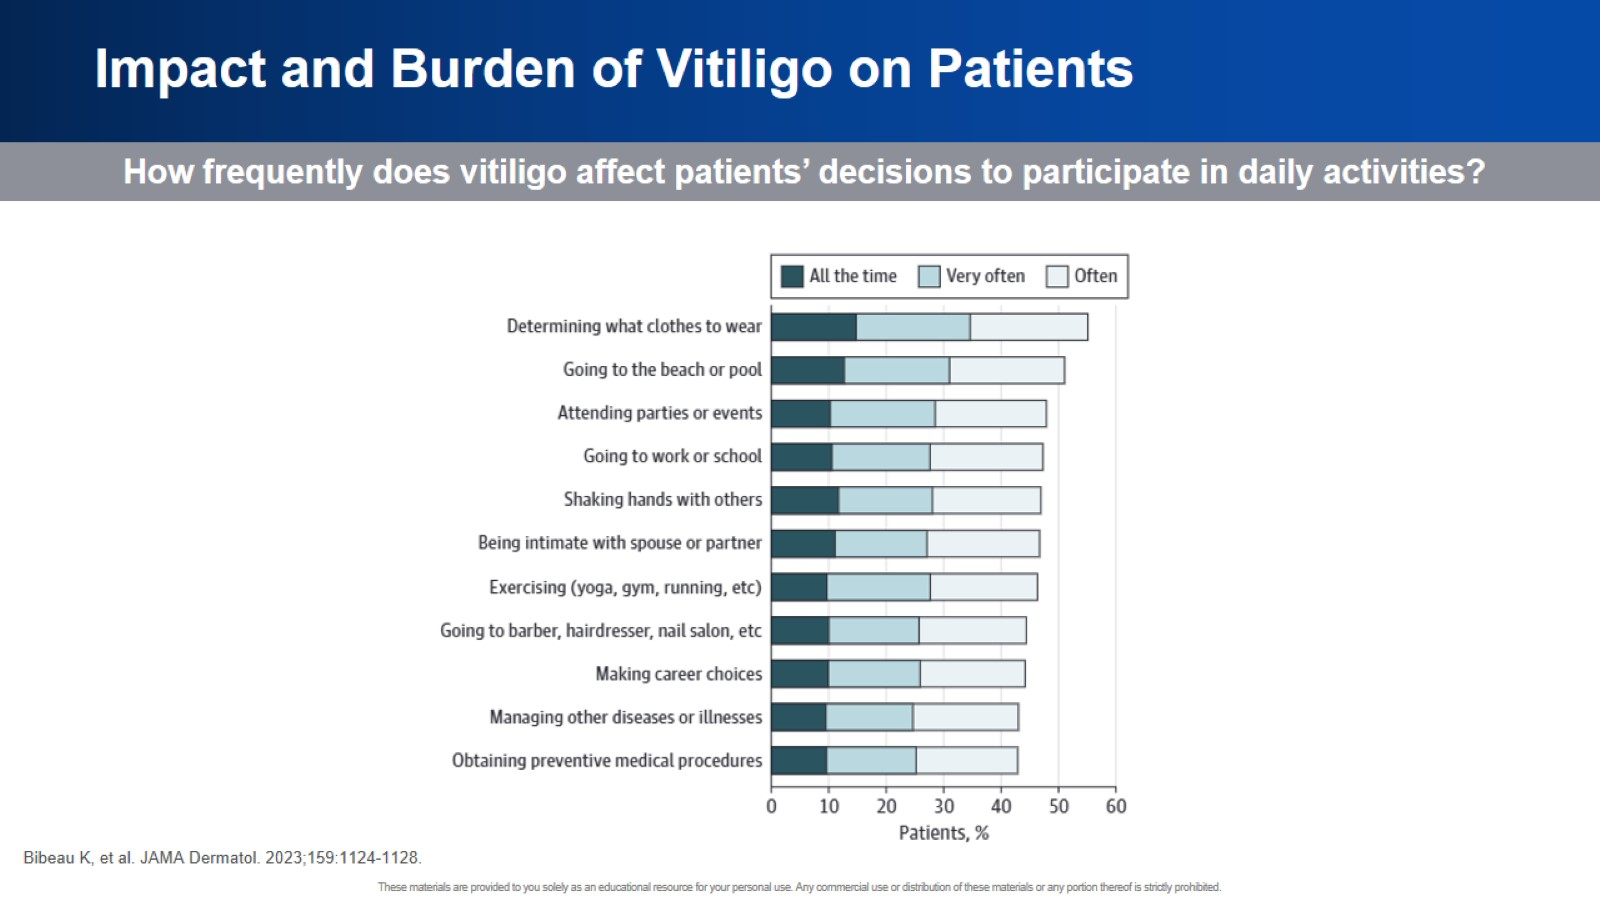 Impact and Burden of Vitiligo on Patients
How frequently does vitiligo affect patients’ decisions to participate in daily activities?
All the time Very often Often
Determining what clothes to wear
Going to the beach or pool
Attending parties or events
Going to work or school
Shaking hands with others
Being intimate with spouse or partner
Exercising (yoga, gym, running, etc)
Going to barber, hairdresser, nail salon, etc
Making career choices
Managing other diseases or illnesses
Obtaining preventive medical procedures
0 10 20 30 40 50 60
Patients, %
Bibeau K, et al. JAMA Dermatol. 2023;159:1124-1128.
These materials are provided to you solely as an educational resource for your personal use. Any commercial use or distribution of these materials or any portion thereof is strictly prohibited.